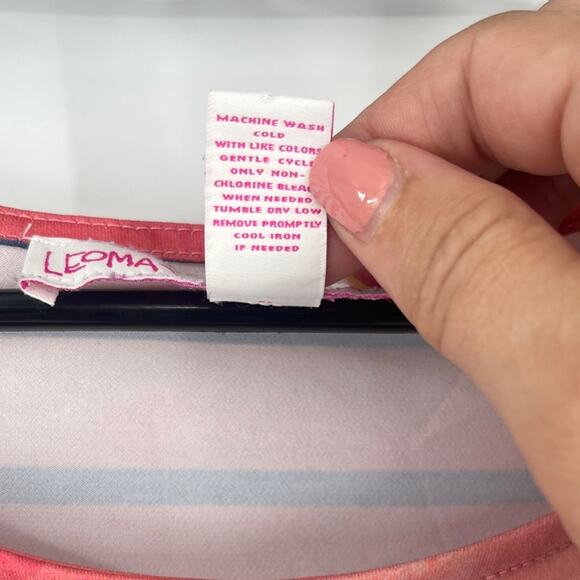 MACHINE WASH
COLD
WITH LIKE COLORS
GENTLE CYCLE
ONLY NON-
CHLORINE
WHEN NEEDED
TUMBLE DRY LOW
REMOVE PROMPTLY
COOL IRON
IF NEEDED
LEOMA